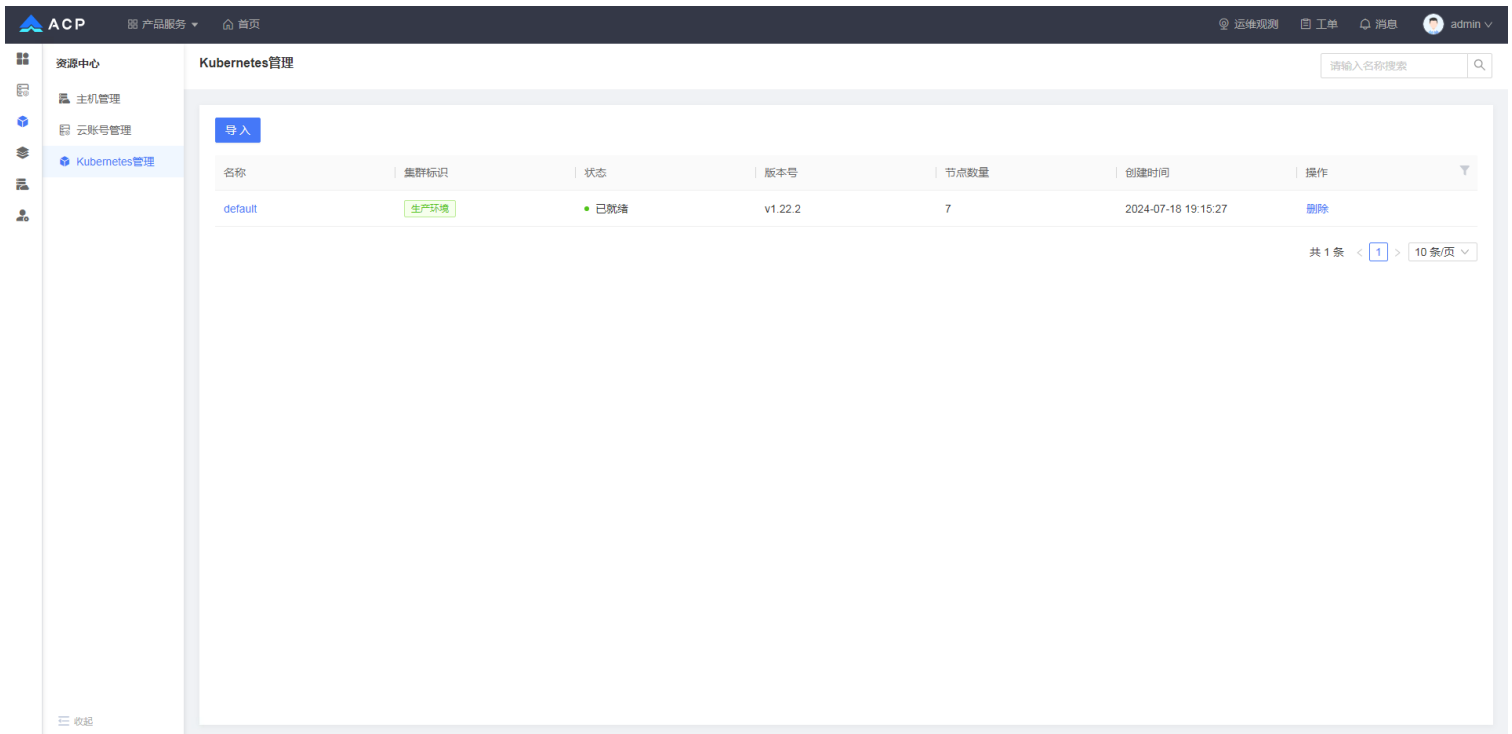 ACP 产品服务 首页 运维观测 工单 消息 admin
资源中心
主机管理
云账号管理
Kubernetes管理
收起
Kubernetes管理 请输入名称搜索
导入
名称 集群标识 状态 版本号 节点数量 创建时间 操作
default 生产环境 已就绪 v1.22.2 7 2024-07-18 19:15:27 删除
共 1 条 < 1 > 10 条/页